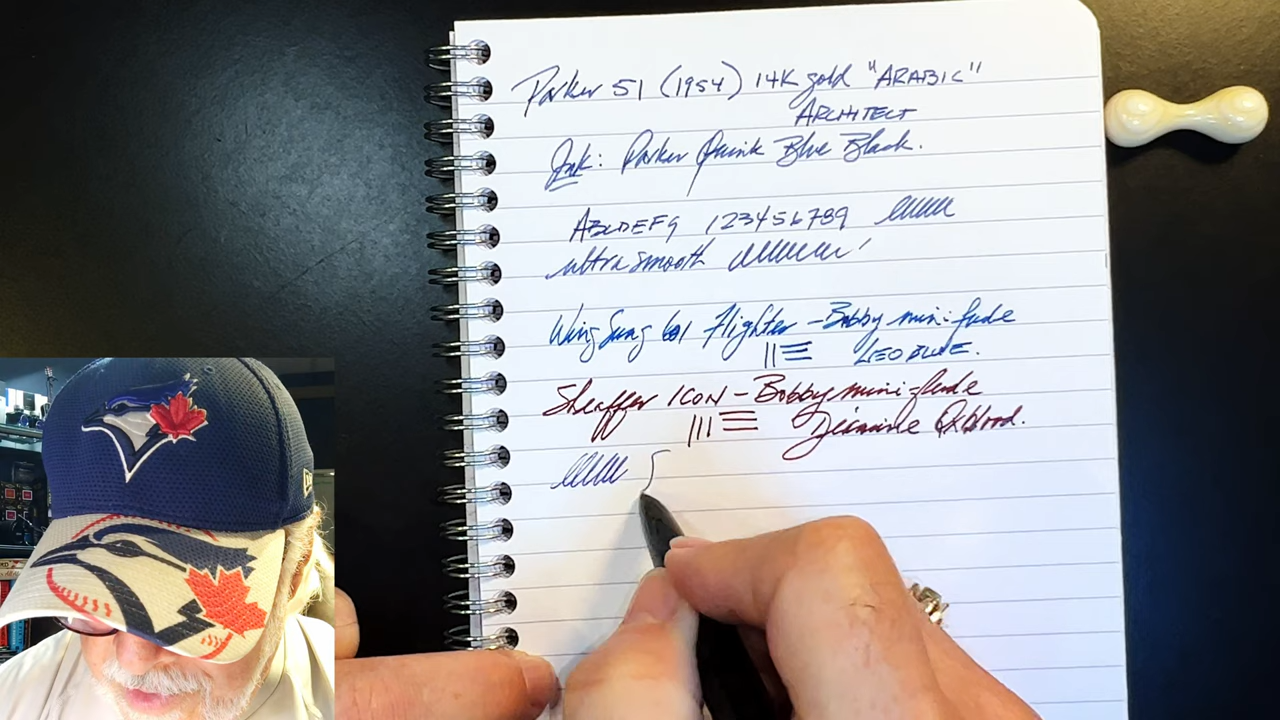 Parker 51 (1954) 14K gold "ARABIC"
ARCHITECT
Ink: Parker Quink Blue Black.
ABCDEFG 123456789
ultra smooth
Wing Sung 601 Flighter - Bobby mini-fude
LEO BLUE.
Sheaffer ICON - Bobby mini-fude
Oxblood.